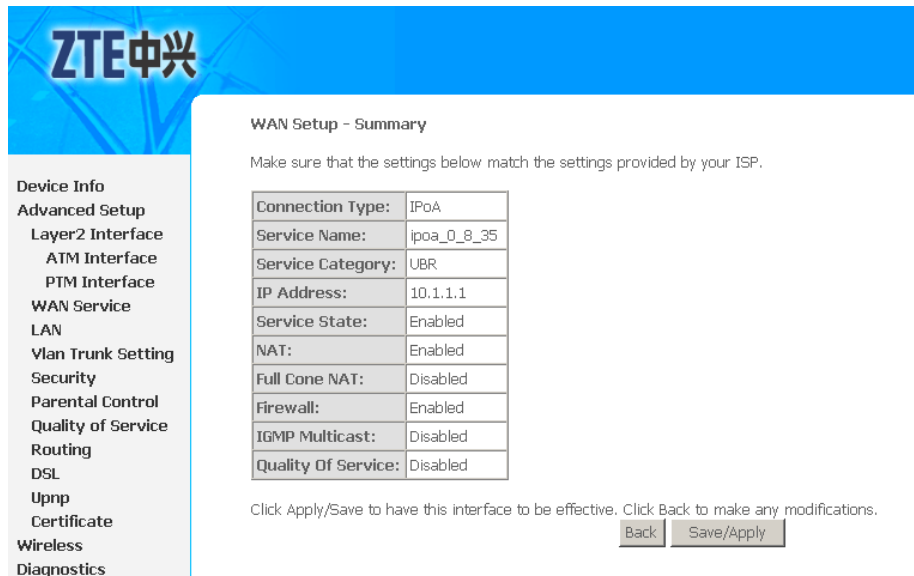 ZTE中兴
Device Info
Advanced Setup
Layer2 Interface
ATM Interface
PTM Interface
WAN Service
LAN
Vlan Trunk Setting
Security
Parental Control
Quality of Service
Routing
DSL
Upnp
Certificate
Wireless
Diagnostics
WAN Setup - Summary
Make sure that the settings below match the settings provided by your ISP.
Connection Type: IPoA
Service Name: ipoa_0_8_35
Service Category: UBR
IP Address: 10.1.1.1
Service State: Enabled
NAT: Enabled
Full Cone NAT: Disabled
Firewall: Enabled
IGMP Multicast: Disabled
Quality Of Service: Disabled
Click Apply/Save to have this interface to be effective. Click Back to make any modifications.
Back Save/Apply